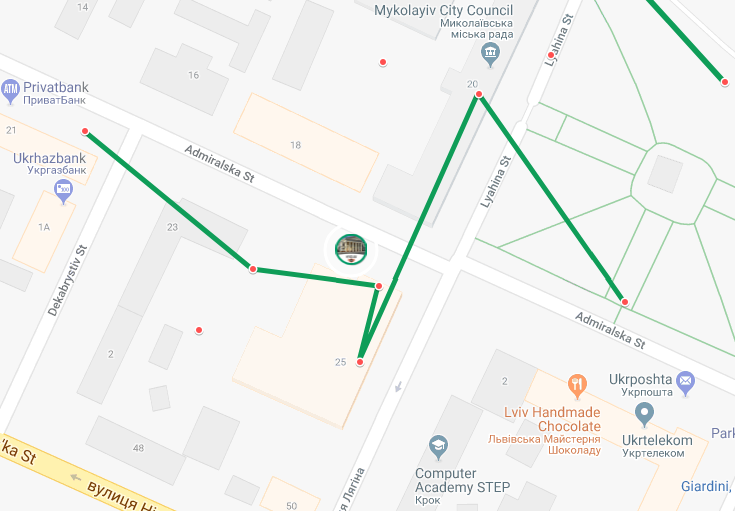 14
Mykolayiv City Council
Миколаївська
міська рада
Lyahina St
Privatbank
ПриватБанк
16
20
21
18
Admiralska St
Ukrhazbank
Укргазбанк
Lyahina St
1A
23
Dekabrystiv St
Admiralska St
2
25
2
Ukrposhta
Укрпошта
Lviv Handmade
Chocolate
Львівська Майстерня
Шоколаду
Ukrtelekom
Укртелеком
Park
48
'ka St
вулиця Ні
Computer
Academy STEP
Крок
я Лягіна
50
Giardini,